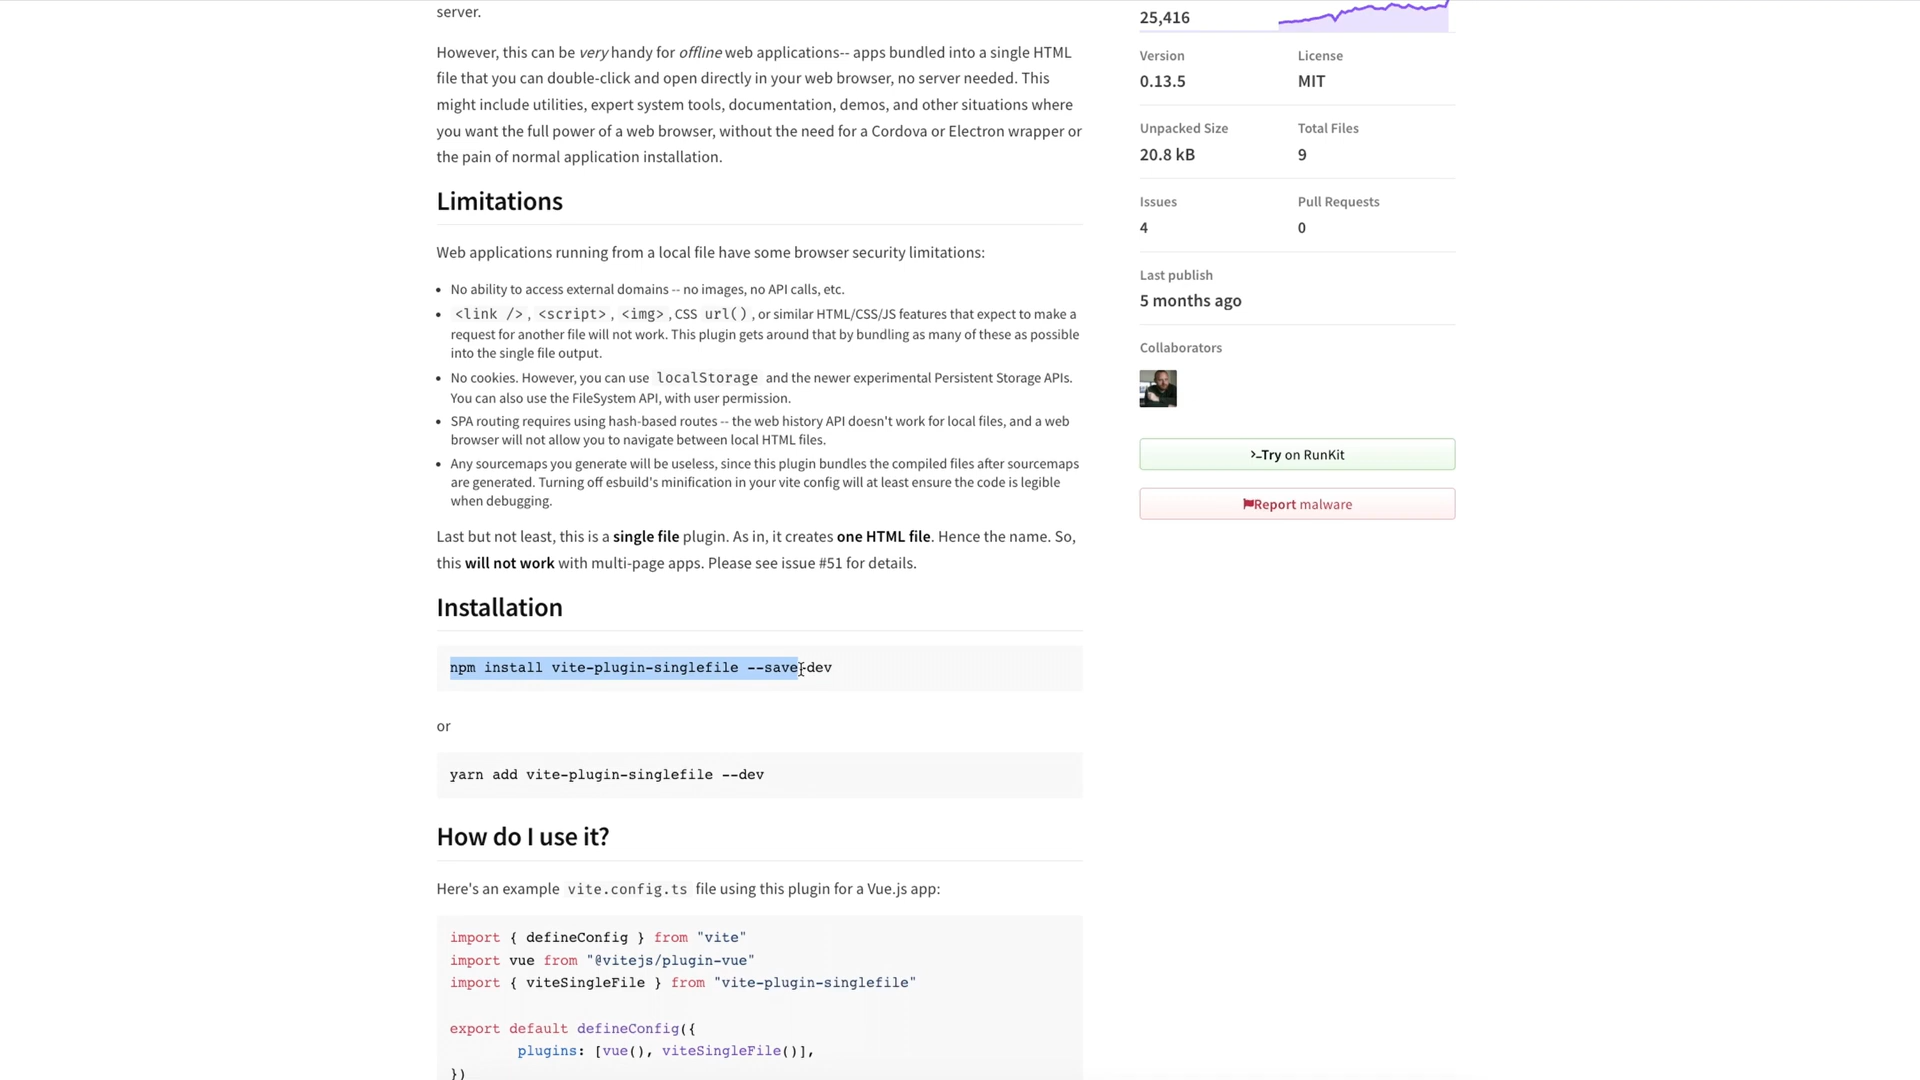 server.
However, this can be very handy for offline web applications-- apps bundled into a single HTML
file that you can double-click and open directly in your web browser, no server needed. This
might include utilities, expert system tools, documentation, demos, and other situations where
you want the full power of a web browser, without the need for a Cordova or Electron wrapper or
the pain of normal application installation.
Limitations
Web applications running from a local file have some browser security limitations:
• No ability to access external domains -- no images, no API calls, etc.
• <link />, <script>, <img>, CSS url(), or similar HTML/CSS/JS features that expect to make a
request for another file will not work. This plugin gets around that by bundling as many of these as possible
into the single file output.
• No cookies. However, you can use localStorage and the newer experimental Persistent Storage APIs.
You can also use the FileSystem API, with user permission.
• SPA routing requires using hash-based routes -- the web history API doesn't work for local files, and a web
browser will not allow you to navigate between local HTML files.
• Any sourcemaps you generate will be useless, since this plugin bundles the compiled files after sourcemaps
are generated. Turning off esbuild's minification in your vite config will at least ensure the code is legible
when debugging.
Last but not least, this is a single file plugin. As in, it creates one HTML file. Hence the name. So,
this will not work with multi-page apps. Please see issue #51 for details.
Installation
npm install vite-plugin-singlefile --save-dev
or
yarn add vite-plugin-singlefile --dev
How do I use it?
Here's an example vite.config.ts file using this plugin for a Vue.js app:
import { defineConfig } from "vite"
import vue from "@vitejs/plugin-vue"
import { viteSingleFile } from "vite-plugin-singlefile"
export default defineConfig({
plugins: [vue(), viteSingleFile()],
})
25,416
Version License
0.13.5 MIT
Unpacked Size Total Files
20.8 kB 9
Issues Pull Requests
4 0
Last publish
5 months ago
Collaborators
Try on RunKit
Report malware